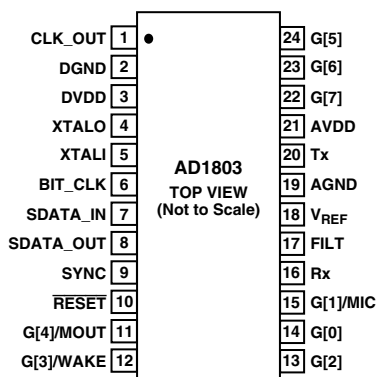 CLK_OUT 1 24 G[5]
DGND 2 23 G[6]
DVDD 3 22 G[7]
XTALO 4 21 AVDD
XTALI 5 20 Tx
BIT_CLK 6 19 AGND
SDATA_IN 7 18 VREF
SDATA_OUT 8 17 FILT
SYNC 9 16 Rx
RESET 10 15 G[1]/MIC
G[4]/MOUT 11 14 G[0]
G[3]/WAKE 12 13 G[2]
AD1803
TOP VIEW
(Not to Scale)